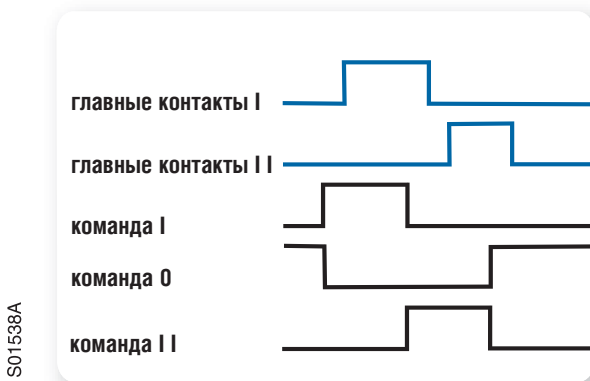 главные контакты I
главные контакты I I
команда I
команда 0
команда I I
S01538A